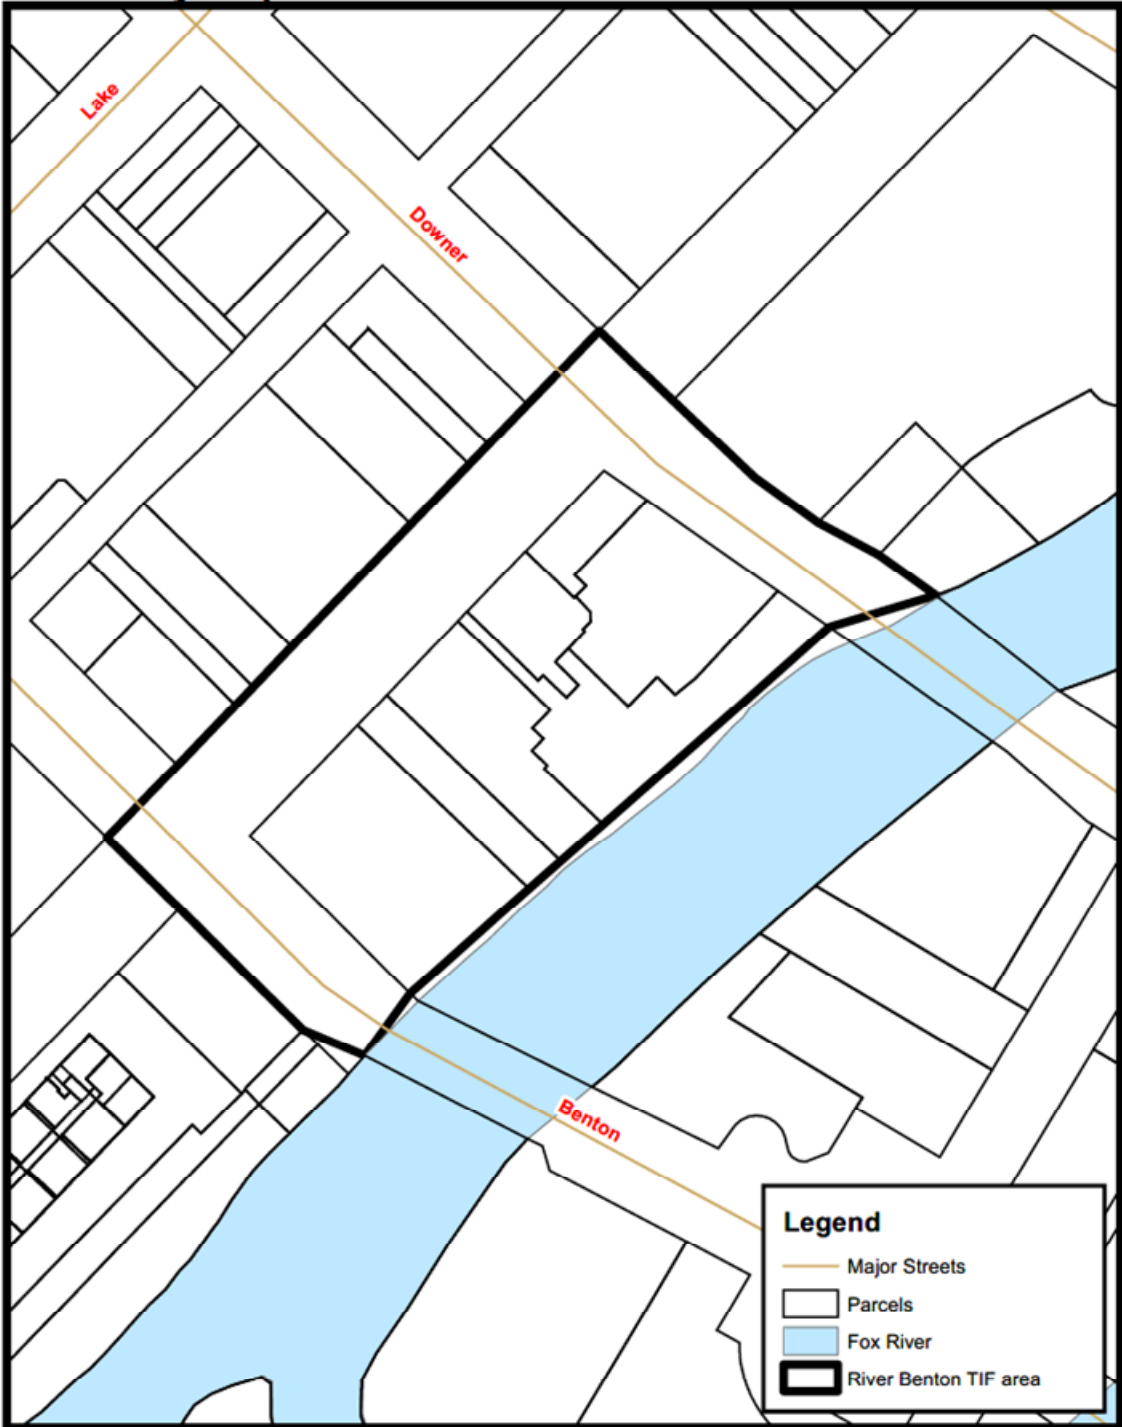 Lake
Downer
Benton
Legend
Major Streets
Parcels
Fox River
River Benton TIF area